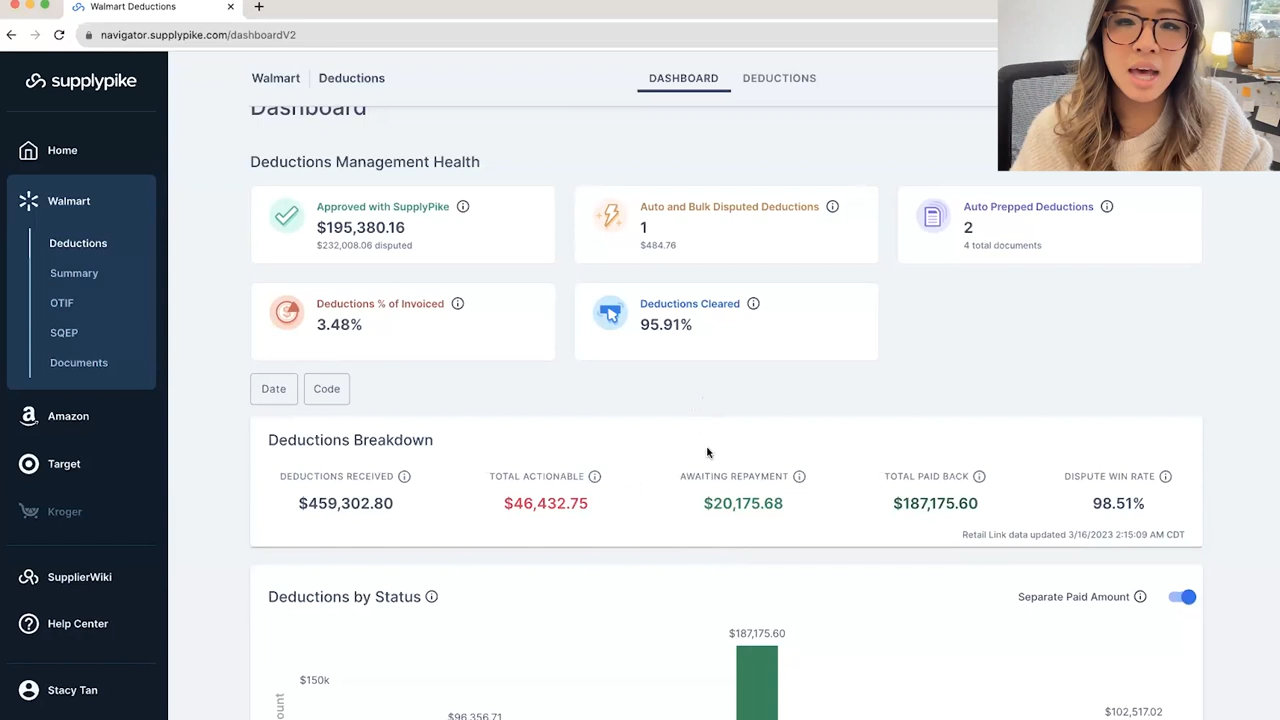 Walmart Deductions
navigator.supplypike.com/dashboardV2
supplypike
Home
Walmart
Deductions
Summary
OTIF
SQEP
Documents
Amazon
Target
Kroger
SupplierWiki
Help Center
Stacy Tan
Walmart Deductions
DASHBOARD DEDUCTIONS
Dashboard
Deductions Management Health
Approved with SupplyPike
$195,380.16
$232,008.06 disputed
Auto and Bulk Disputed Deductions
1
$484.76
Auto Prepped Deductions
2
4 total documents
Deductions % of Invoiced
3.48%
Deductions Cleared
95.91%
Date Code
Deductions Breakdown
DEDUCTIONS RECEIVED
$459,302.80
TOTAL ACTIONABLE
$46,432.75
AWAITING REPAYMENT
$20,175.68
TOTAL PAID BACK
$187,175.60
DISPUTE WIN RATE
98.51%
Retail Link data updated 3/16/2023 2:15:09 AM CDT
Deductions by Status
Separate Paid Amount
$187,175.60
$150k
$96,356.71
$102,517.02